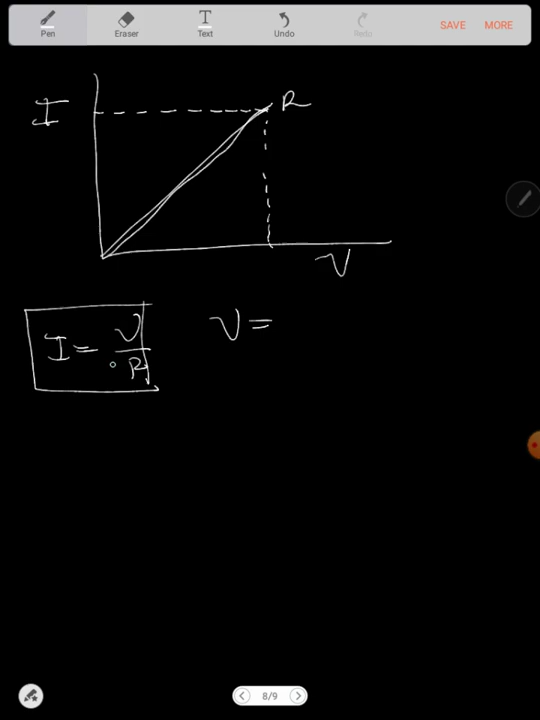 Pen Eraser Text Undo Redo SAVE MORE
I
R
V
I = V/R
V =
8/9